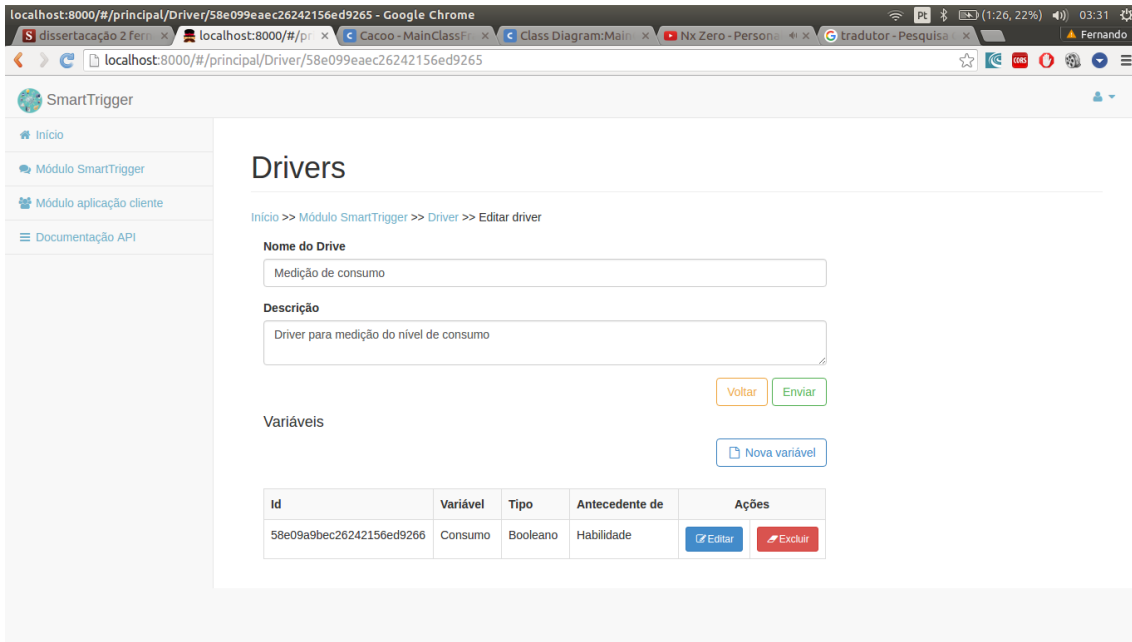 localhost:8000/#/principal/Driver/58e099eaec26242156ed9265 - Google Chrome
Pt (1:26, 22%) 03:31
dissertacação 2 fern × localhost:8000/#/pr × Cacoo - MainClassFr × Class Diagram:Main × Nx Zero - Persona × tradutor - Pesquisa × Fernando
localhost:8000/#/principal/Driver/58e099eaec26242156ed9265
CORS
SmartTrigger
Início
Módulo SmartTrigger
Módulo aplicação cliente
Documentação API
Drivers
Início >> Módulo SmartTrigger >> Driver >> Editar driver
Nome do Drive
Medição de consumo
Descrição
Driver para medição do nível de consumo
Voltar Enviar
Variáveis
Nova variável
Id Variável Tipo Antecedente de Ações
58e09a9bec26242156ed9266 Consumo Booleano Habilidade Editar Excluir